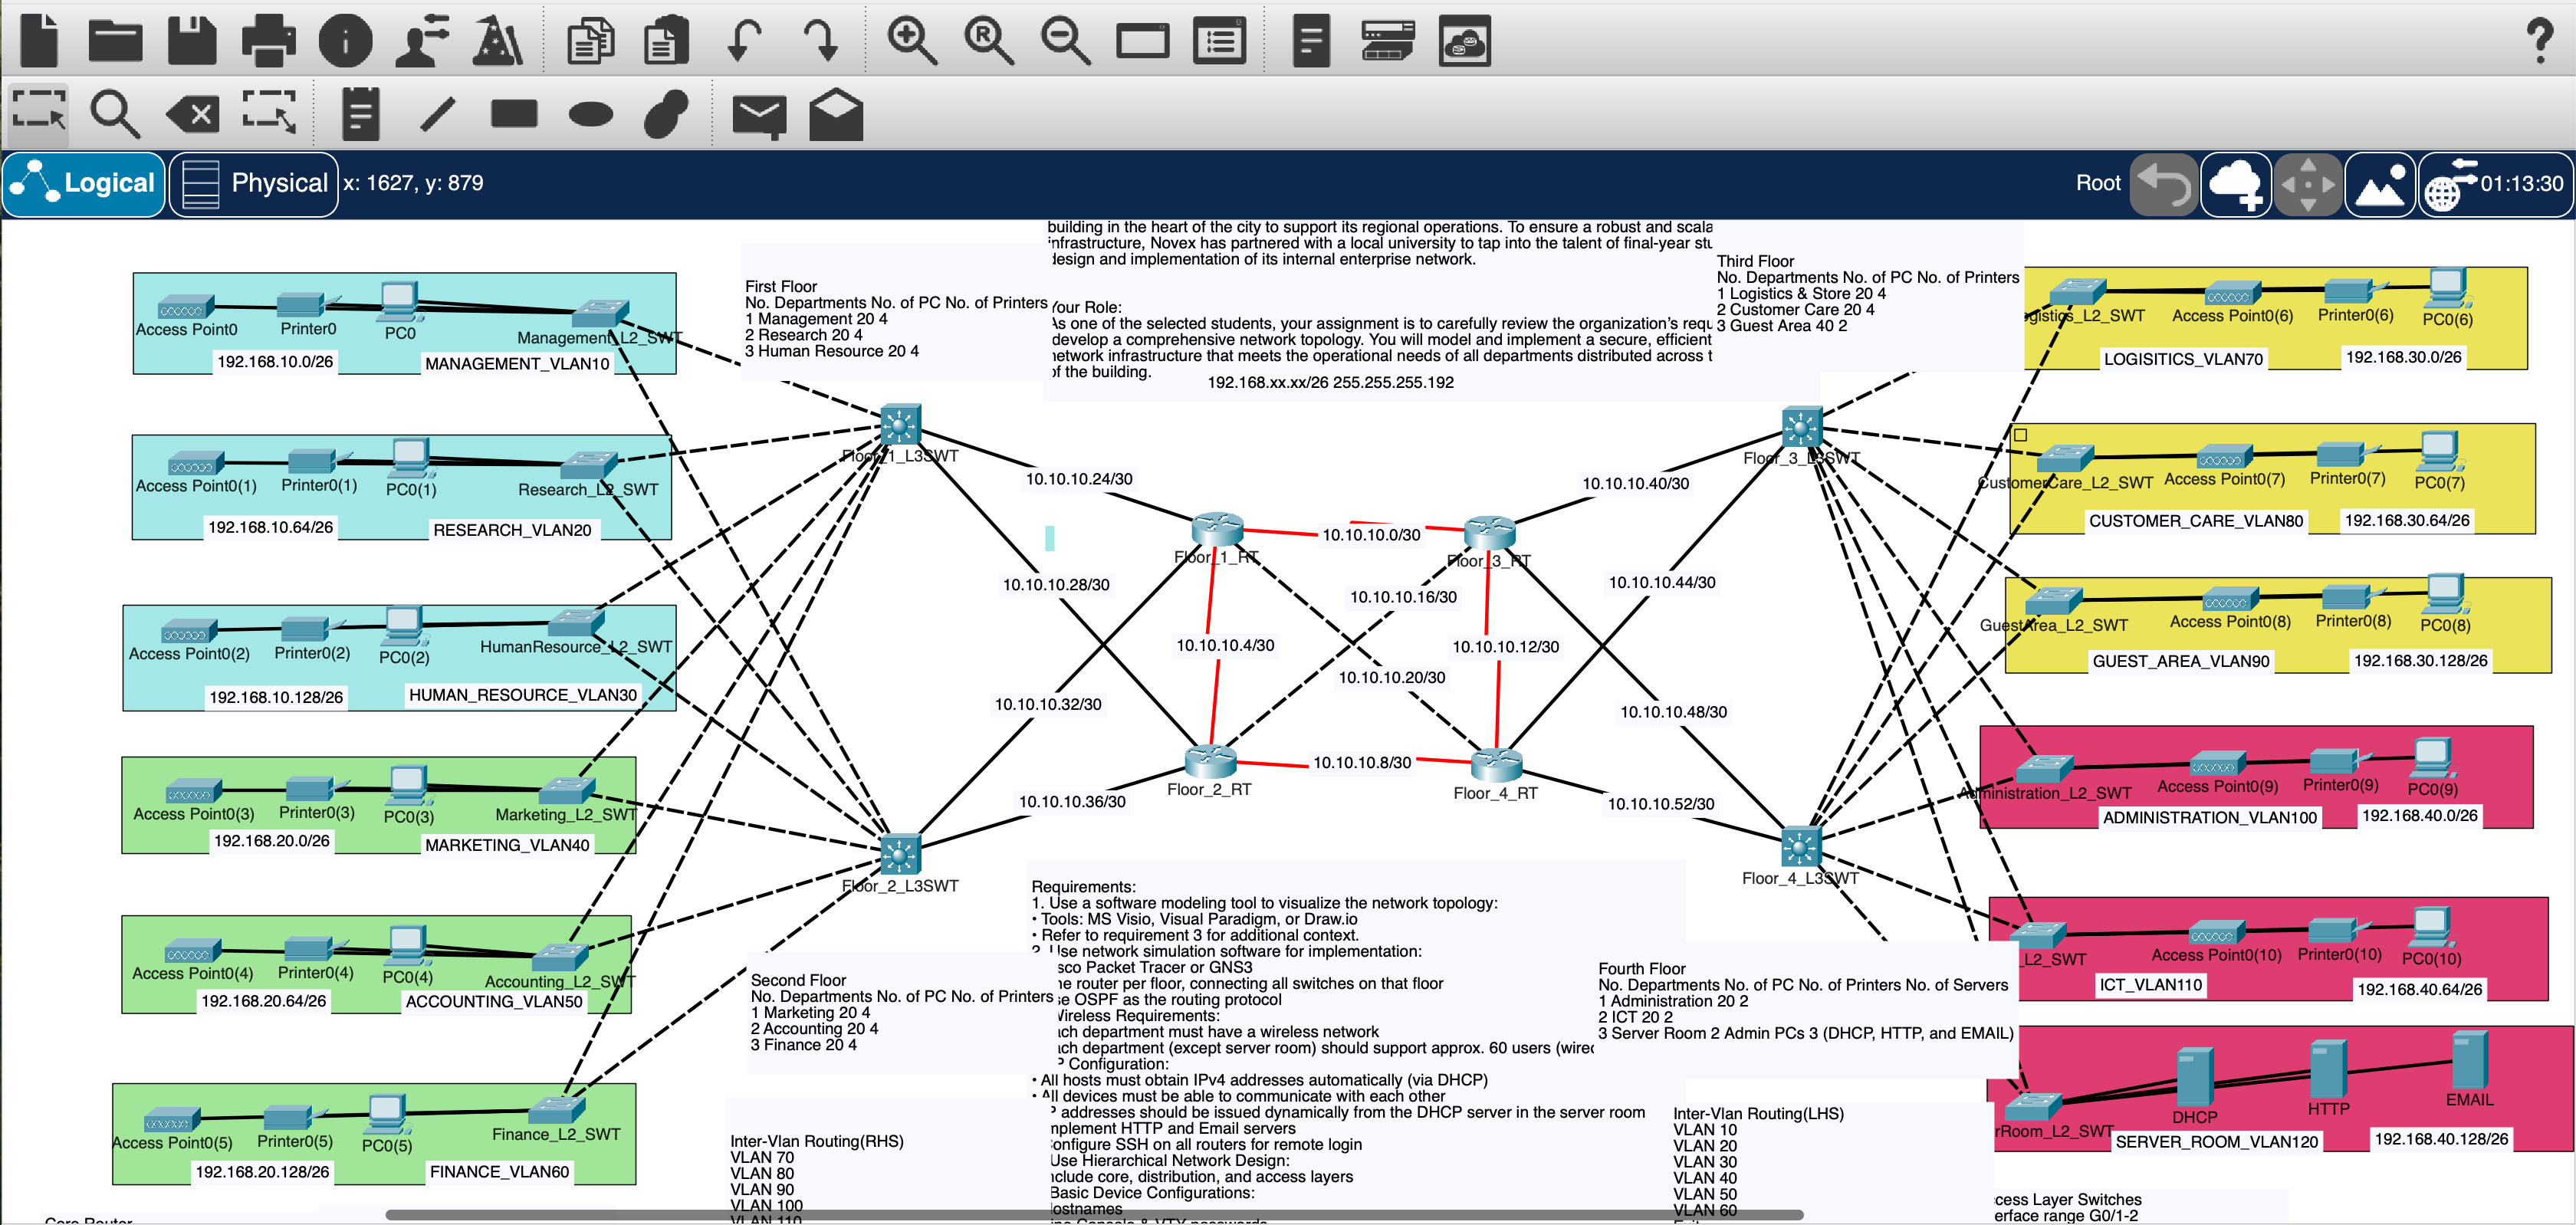 Logical
Physical
x: 1627, y: 879
Root
01:13:30
building in the heart of the city to support its regional operations. To ensure a robust and scala
infrastructure, Novex has partnered with a local university to tap into the talent of final-year stu
design and implementation of its internal enterprise network.
Your Role:
As one of the selected students, your assignment is to carefully review the organization's requ
develop a comprehensive network topology. You will model and implement a secure, efficient
network infrastructure that meets the operational needs of all departments distributed across t
of the building.
192.168.xx.xx/26 255.255.255.192
First Floor
No. Departments No. of PC No. of Printers
1 Management 20 4
2 Research 20 4
3 Human Resource 20 4
Third Floor
No. Departments No. of PC No. of Printers
1 Logistics & Store 20 4
2 Customer Care 20 4
3 Guest Area 40 2
Access Point0
Printer0
PC0
Management_L2_SWT
192.168.10.0/26
MANAGEMENT_VLAN10
Access Point0(1)
Printer0(1)
PC0(1)
Research_L2_SWT
192.168.10.64/26
RESEARCH_VLAN20
Access Point0(2)
Printer0(2)
PC0(2)
HumanResource_L2_SWT
192.168.10.128/26
HUMAN_RESOURCE_VLAN30
Access Point0(3)
Printer0(3)
PC0(3)
Marketing_L2_SWT
192.168.20.0/26
MARKETING_VLAN40
Access Point0(4)
Printer0(4)
PC0(4)
Accounting_L2_SWT
192.168.20.64/26
ACCOUNTING_VLAN50
Access Point0(5)
Printer0(5)
PC0(5)
Finance_L2_SWT
192.168.20.128/26
FINANCE_VLAN60
Floor_1_L3SWT
Floor_2_L3SWT
Floor_3_L3SWT
Floor_4_L3SWT
Floor_1_RT
Floor_3_RT
Floor_2_RT
Floor_4_RT
10.10.10.24/30
10.10.10.40/30
10.10.10.0/30
10.10.10.28/30
10.10.10.16/30
10.10.10.44/30
10.10.10.4/30
10.10.10.12/30
10.10.10.20/30
10.10.10.32/30
10.10.10.48/30
10.10.10.8/30
10.10.10.36/30
10.10.10.52/30
gistics_L2_SWT
Access Point0(6)
Printer0(6)
PC0(6)
LOGISITICS_VLAN70
192.168.30.0/26
CustomerCare_L2_SWT
Access Point0(7)
Printer0(7)
PC0(7)
CUSTOMER_CARE_VLAN80
192.168.30.64/26
GuestArea_L2_SWT
Access Point0(8)
Printer0(8)
PC0(8)
GUEST_AREA_VLAN90
192.168.30.128/26
Administration_L2_SWT
Access Point0(9)
Printer0(9)
PC0(9)
ADMINISTRATION_VLAN100
192.168.40.0/26
_L2_SWT
Access Point0(10)
Printer0(10)
PC0(10)
ICT_VLAN110
192.168.40.64/26
rRoom_L2_SWT
DHCP
HTTP
EMAIL
SERVER_ROOM_VLAN120
192.168.40.128/26
Requirements:
1. Use a software modeling tool to visualize the network topology:
• Tools: MS Visio, Visual Paradigm, or Draw.io
• Refer to requirement 3 for additional context.
2. Use network simulation software for implementation:
sco Packet Tracer or GNS3
ne router per floor, connecting all switches on that floor
se OSPF as the routing protocol
Wireless Requirements:
ach department must have a wireless network
ach department (except server room) should support approx. 60 users (wired
P Configuration:
• All hosts must obtain IPv4 addresses automatically (via DHCP)
• All devices must be able to communicate with each other
P addresses should be issued dynamically from the DHCP server in the server room
mplement HTTP and Email servers
onfigure SSH on all routers for remote login
Use Hierarchical Network Design:
nclude core, distribution, and access layers
Basic Device Configurations:
ostnames
ine Console & VTY passwords
Second Floor
No. Departments No. of PC No. of Printers
1 Marketing 20 4
2 Accounting 20 4
3 Finance 20 4
Fourth Floor
No. Departments No. of PC No. of Printers No. of Servers
1 Administration 20 2
2 ICT 20 2
3 Server Room 2 Admin PCs 3 (DHCP, HTTP, and EMAIL)
Inter-Vlan Routing(RHS)
VLAN 70
VLAN 80
VLAN 90
VLAN 100
VLAN 110
Inter-Vlan Routing(LHS)
VLAN 10
VLAN 20
VLAN 30
VLAN 40
VLAN 50
VLAN 60
ccess Layer Switches
erface range G0/1-2
Core Router